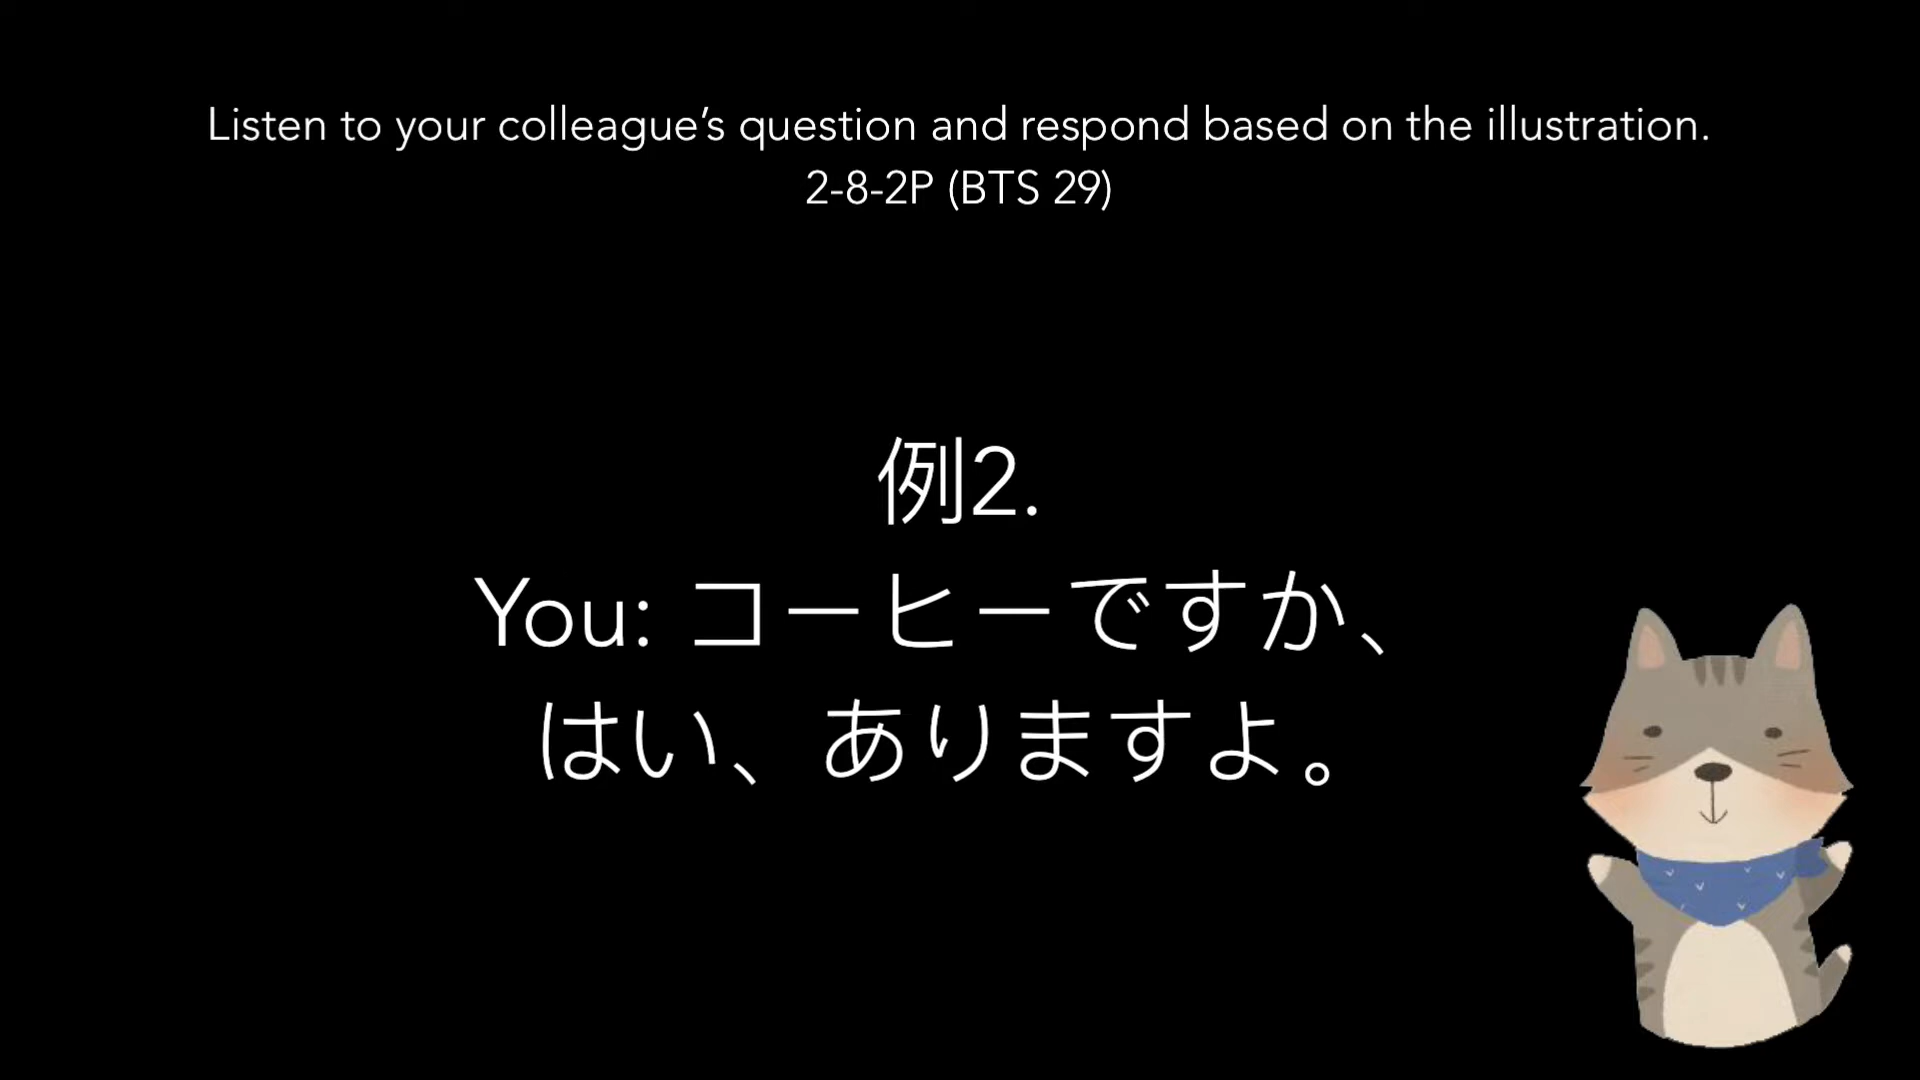 Listen to your colleague’s question and respond based on the illustration.
2-8-2P (BTS 29)
例2.
You: コーヒーですか、
はい、ありますよ。